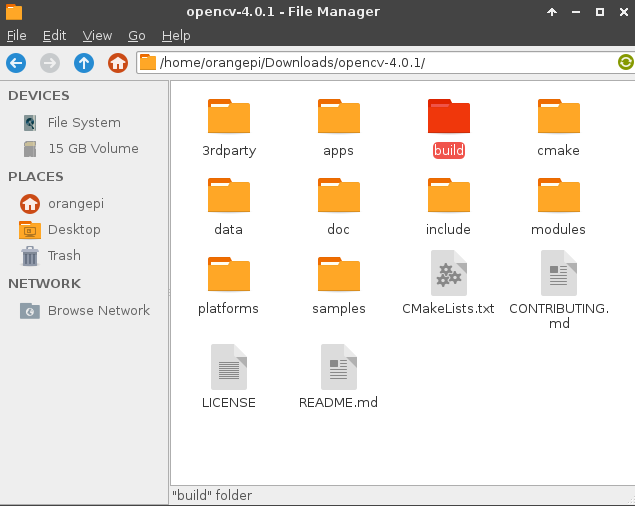 opencv-4.0.1 - File Manager
File Edit View Go Help
/home/orangepi/Downloads/opencv-4.0.1/
DEVICES
File System
15 GB Volume
PLACES
orangepi
Desktop
Trash
NETWORK
Browse Network
3rdparty apps build cmake
data doc include modules
platforms samples CMakeLists.txt CONTRIBUTING.
md
LICENSE README.md
"build" folder